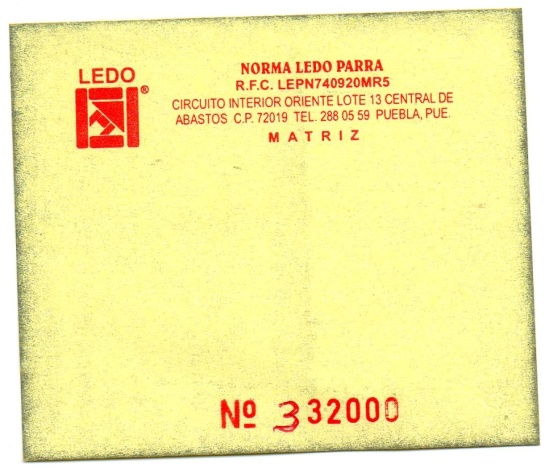 LEDO
®
NORMA LEDO PARRA
R.F.C. LEPN740920MR5
CIRCUITO INTERIOR ORIENTE LOTE 13 CENTRAL DE
ABASTOS C.P. 72019 TEL. 288 05 59 PUEBLA, PUE.
MATRIZ
Nº 332000